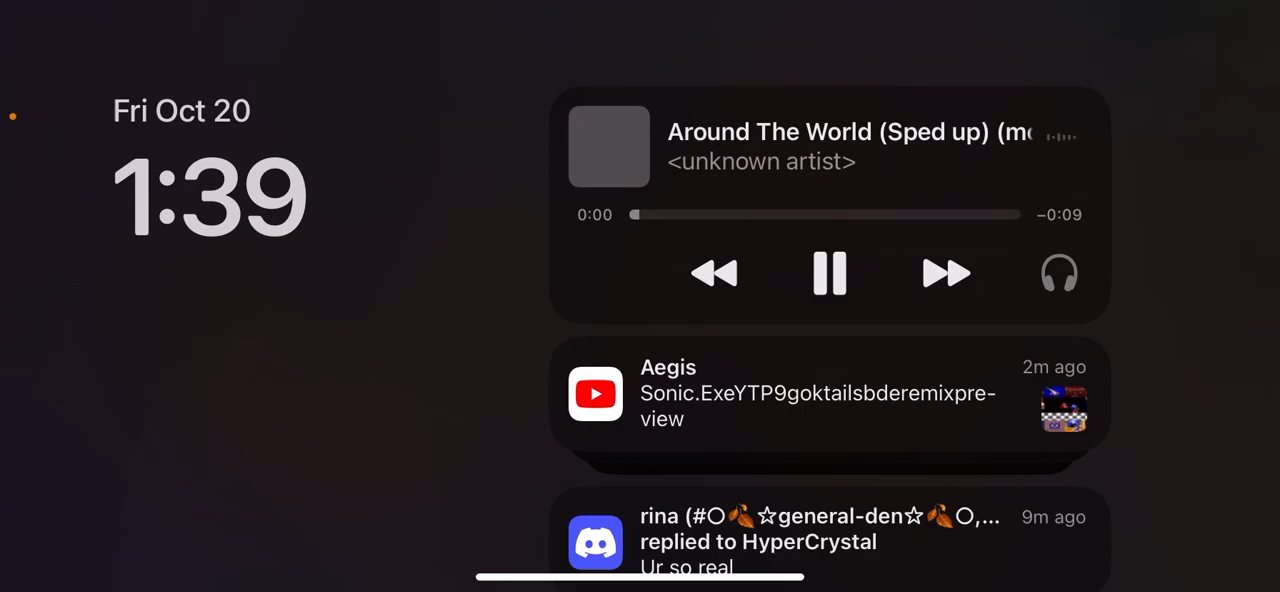 Fri Oct 20
1:39
Around The World (Sped up) (mo
<unknown artist>
0:00
–0:09
Aegis
2m ago
Sonic.ExeYTP9goktailsbderemixpre-
view
rina (#O🍂☆general-den☆🍂O,...
9m ago
replied to HyperCrystal
Ur so real